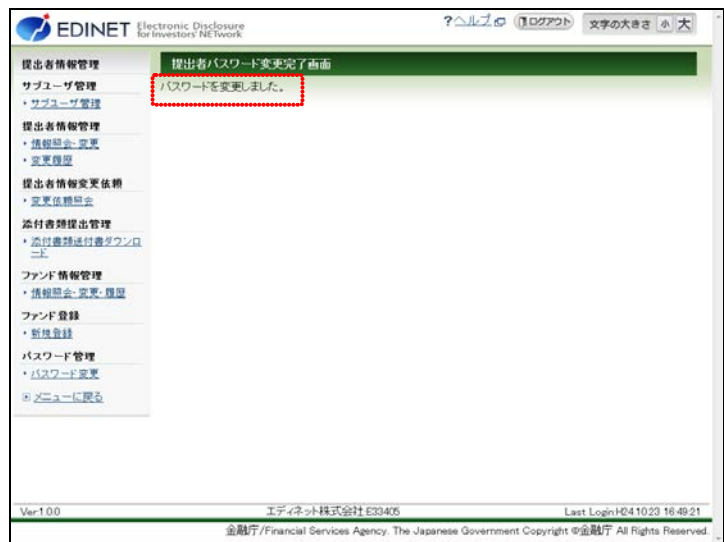 EDINET Electronic Disclosure
for Investors' NETwork
?ヘルプ ログアウト 文字の大きさ 小 大
提出者情報管理
提出者パスワード変更完了画面
パスワードを変更しました。
サブユーザ管理
・サブユーザ管理
提出者情報管理
・情報照会・変更
・変更履歴
提出者情報変更依頼
・変更依頼照会
添付書類提出管理
・添付書類送付書ダウンロ
ード
ファンド情報管理
・情報照会・変更・履歴
ファンド登録
・新規登録
パスワード管理
・パスワード変更
メニューに戻る
Ver.1.0.0 エディネット株式会社:E33405 Last Login:H24.10.23 16:49:21
金融庁/Financial Services Agency. The Japanese Government Copyright ©金融庁 All Rights Reserved.